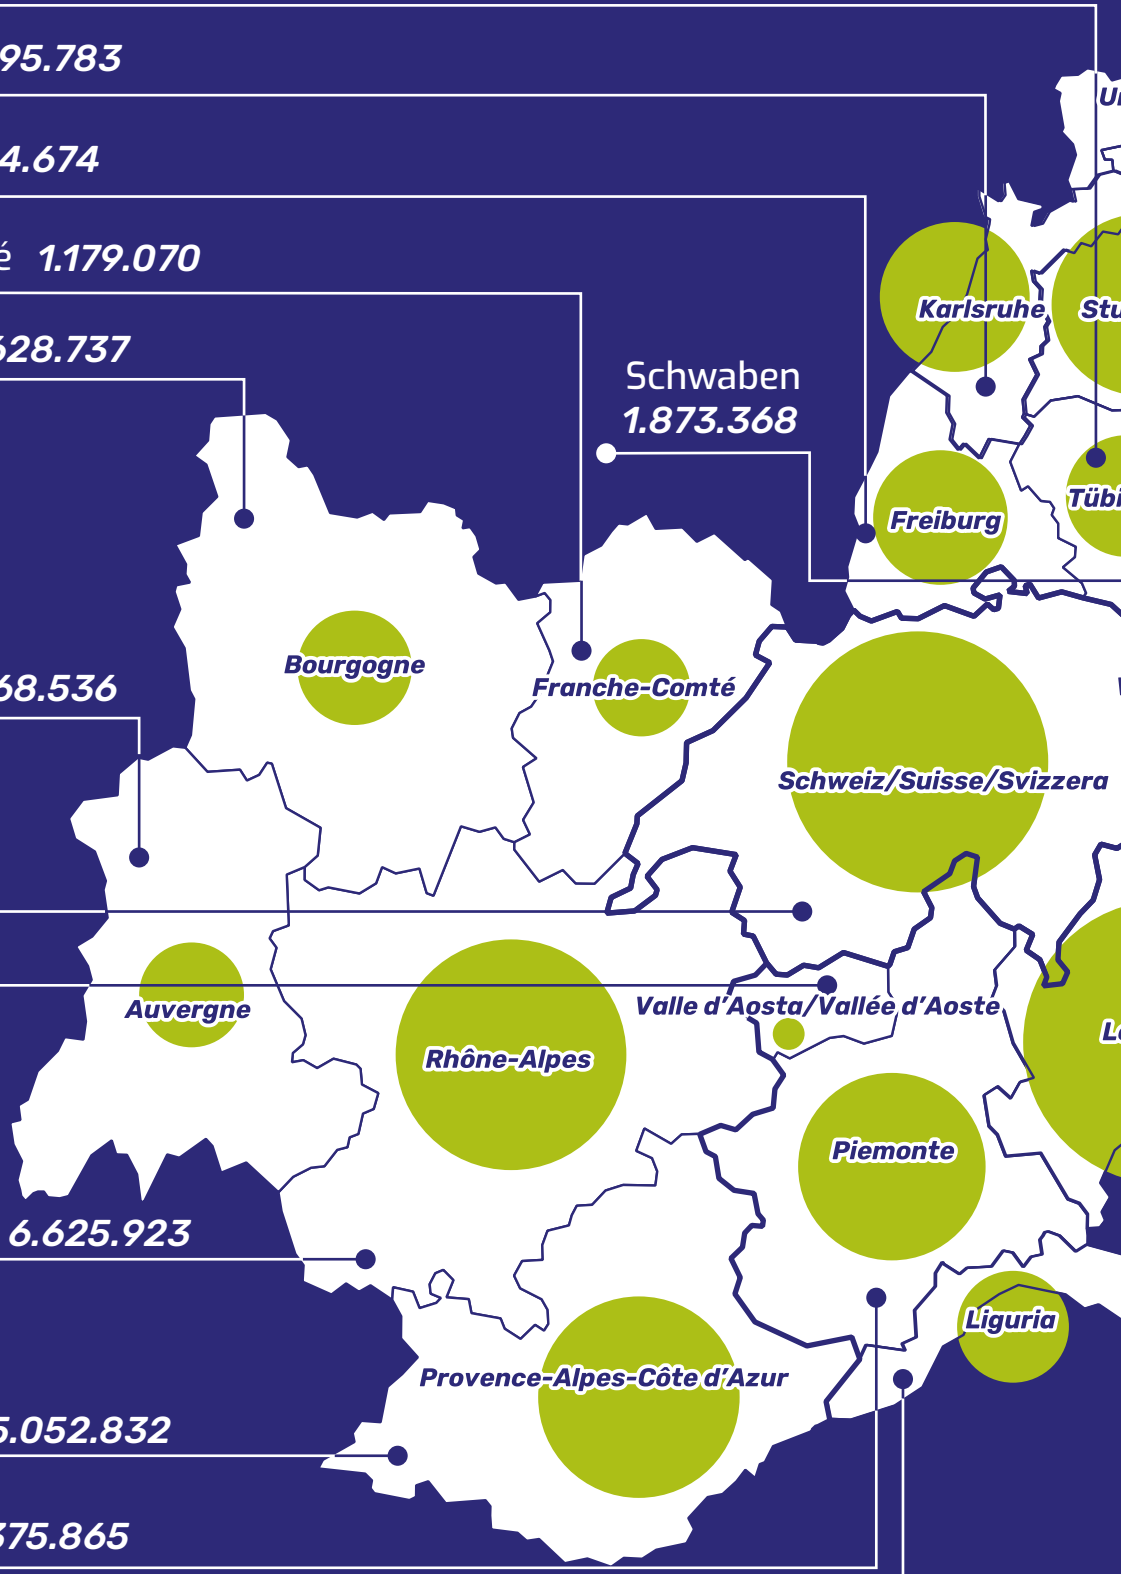 95.783
4.674
é 1.179.070
628.737
Schwaben
1.873.368
Karlsruhe
Freiburg
Bourgogne
Franche-Comté
68.536
Schweiz/Suisse/Svizzera
Auvergne
Valle d’Aosta/Vallée d’Aoste
Rhône-Alpes
Piemonte
6.625.923
Liguria
Provence-Alpes-Côte d’Azur
5.052.832
375.865